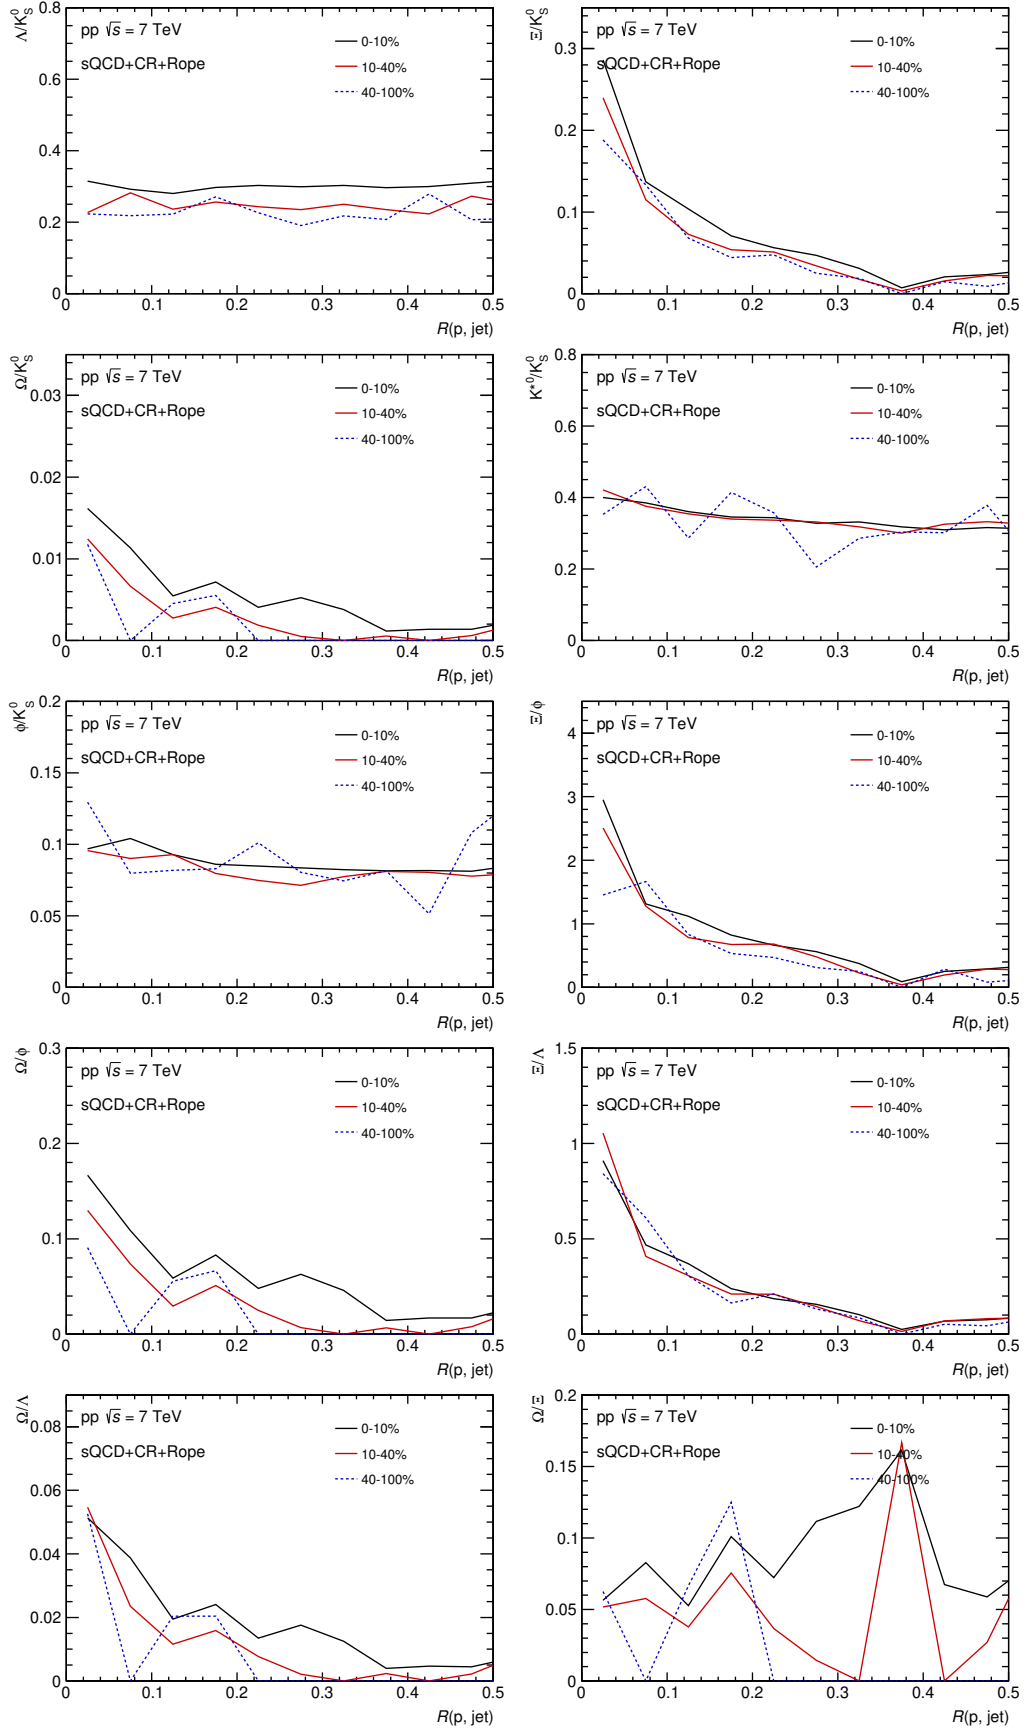 Λ/K⁰_S
pp √s = 7 TeV
sQCD+CR+Rope
0-10%
10-40%
40-100%
0.8
0.6
0.4
0.2
0
0 0.1 0.2 0.3 0.4 0.5
R(p, jet)
Ξ/K⁰_S
pp √s = 7 TeV
sQCD+CR+Rope
0-10%
10-40%
40-100%
0.3
0.2
0.1
0
0 0.1 0.2 0.3 0.4 0.5
R(p, jet)
Ω/K⁰_S
pp √s = 7 TeV
sQCD+CR+Rope
0-10%
10-40%
40-100%
0.03
0.02
0.01
0
0 0.1 0.2 0.3 0.4 0.5
R(p, jet)
K*⁰/K⁰_S
pp √s = 7 TeV
sQCD+CR+Rope
0-10%
10-40%
40-100%
0.8
0.6
0.4
0.2
0
0 0.1 0.2 0.3 0.4 0.5
R(p, jet)
ϕ/K⁰_S
pp √s = 7 TeV
sQCD+CR+Rope
0-10%
10-40%
40-100%
0.2
0.15
0.1
0.05
0
0 0.1 0.2 0.3 0.4 0.5
R(p, jet)
Ξ/ϕ
pp √s = 7 TeV
sQCD+CR+Rope
0-10%
10-40%
40-100%
4
3
2
1
0
0 0.1 0.2 0.3 0.4 0.5
R(p, jet)
Ω/ϕ
pp √s = 7 TeV
sQCD+CR+Rope
0-10%
10-40%
40-100%
0.3
0.2
0.1
0
0 0.1 0.2 0.3 0.4 0.5
R(p, jet)
Ξ/Λ
pp √s = 7 TeV
sQCD+CR+Rope
0-10%
10-40%
40-100%
1.5
1
0.5
0
0 0.1 0.2 0.3 0.4 0.5
R(p, jet)
Ω/Λ
pp √s = 7 TeV
sQCD+CR+Rope
0-10%
10-40%
40-100%
0.08
0.06
0.04
0.02
0
0 0.1 0.2 0.3 0.4 0.5
R(p, jet)
Ω/Ξ
pp √s = 7 TeV
sQCD+CR+Rope
0-10%
10-40%
40-100%
0.2
0.15
0.1
0.05
0
0 0.1 0.2 0.3 0.4 0.5
R(p, jet)